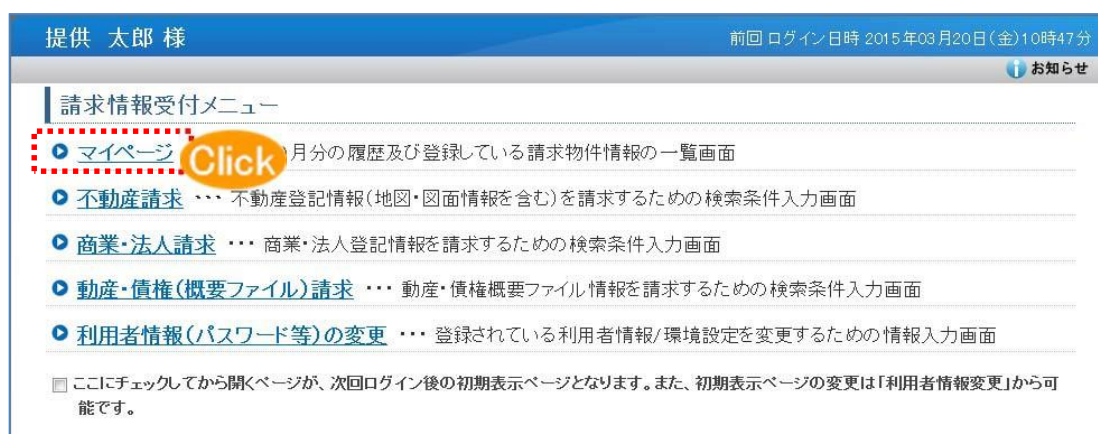 提供 太郎 様
前回 ログイン日時 2015年03月20日(金)10時47分
お知らせ
請求情報受付メニュー
マイページ Click 月分の履歴及び登録している請求物件情報の一覧画面
不動産請求 ・・・ 不動産登記情報(地図・図面情報を含む)を請求するための検索条件入力画面
商業・法人請求 ・・・ 商業・法人登記情報を請求するための検索条件入力画面
動産・債権(概要ファイル)請求 ・・・ 動産・債権概要ファイル情報を請求するための検索条件入力画面
利用者情報(パスワード等)の変更 ・・・ 登録されている利用者情報/環境設定を変更するための情報入力画面
ここにチェックしてから開くページが、次回ログイン後の初期表示ページとなります。また、初期表示ページの変更は「利用者情報変更」から可
能です。